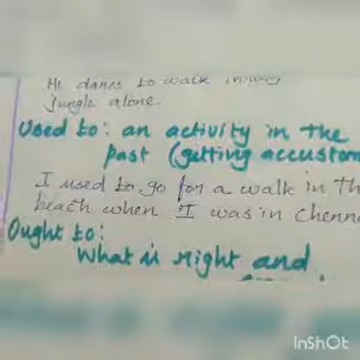 He dares to walk in
jungle alone.
Used to: an activity in the
past (getting accustom
I used to go for a walk in th
beach when I was in Chenn
Ought to:
What is right and
InShOt